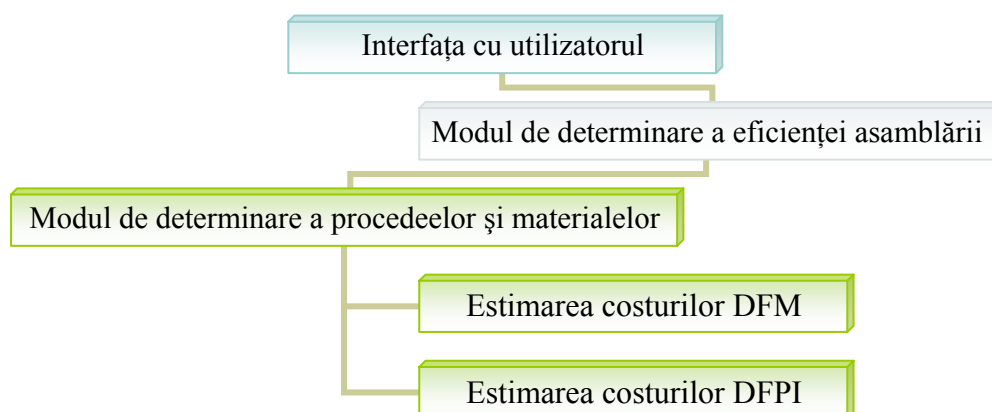 Interfața cu utilizatorul
Modul de determinare a eficienței asamblării
Modul de determinare a procedeelor şi materialelor
Estimarea costurilor DFM
Estimarea costurilor DFPI